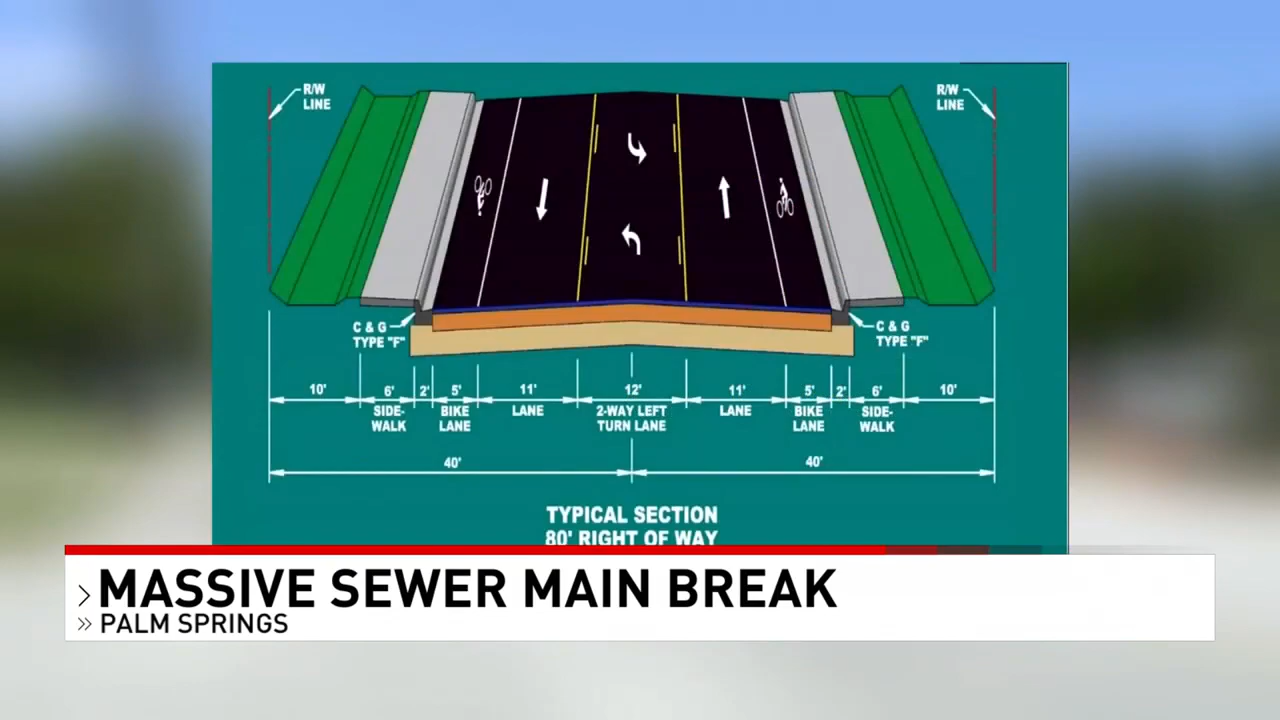 R/W
LINE
R/W
LINE
C & G
TYPE "F"
C & G
TYPE "F"
10'
6'
2'
5'
11'
12'
11'
5'
2'
6'
10'
SIDE-
WALK
BIKE
LANE
LANE
2-WAY LEFT
TURN LANE
LANE
BIKE
LANE
SIDE-
WALK
40'
40'
TYPICAL SECTION
80' RIGHT OF WAY
MASSIVE SEWER MAIN BREAK
PALM SPRINGS